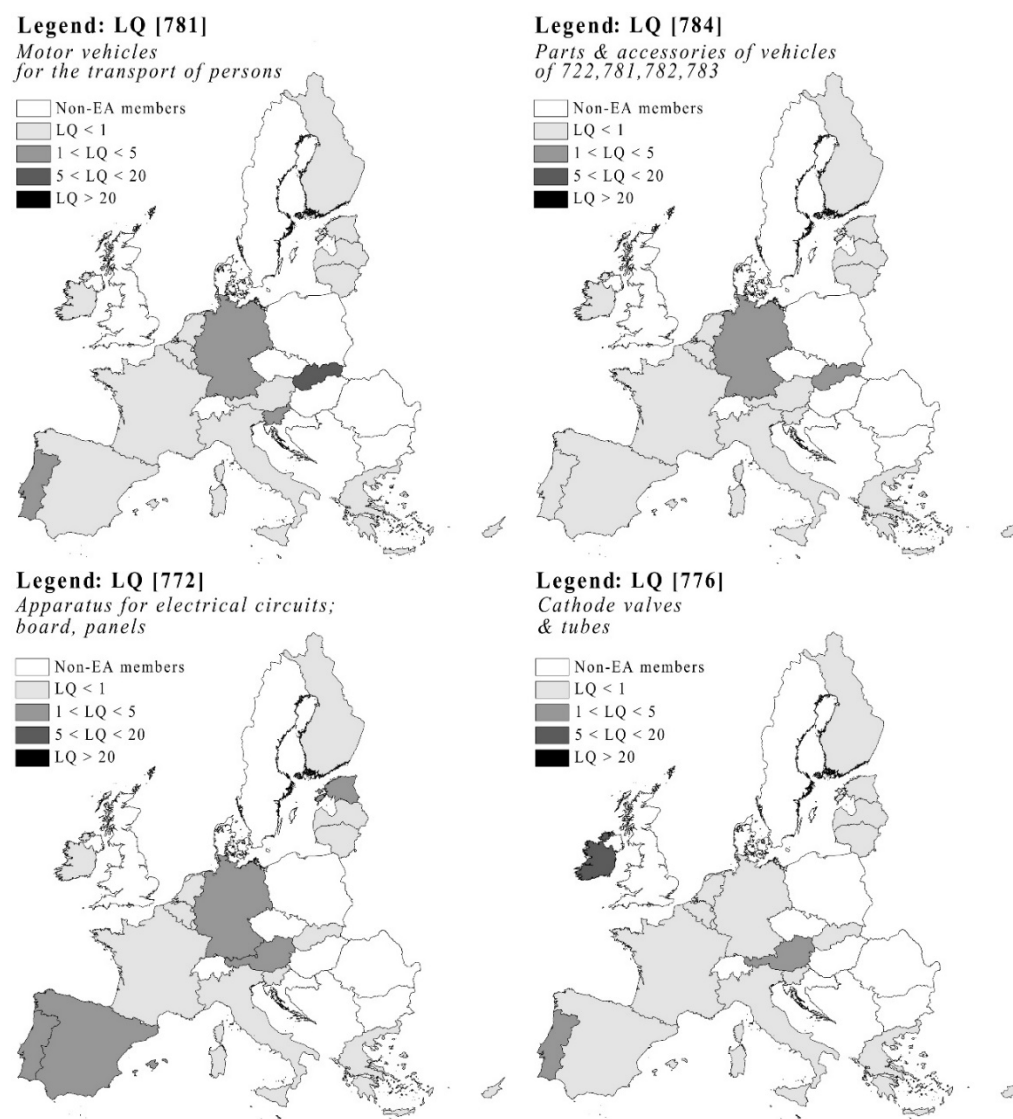 Legend: LQ [781]
Motor vehicles
for the transport of persons
Non-EA members
LQ < 1
1 < LQ < 5
5 < LQ < 20
LQ > 20
Legend: LQ [784]
Parts & accessories of vehicles
of 722,781,782,783
Non-EA members
LQ < 1
1 < LQ < 5
5 < LQ < 20
LQ > 20
Legend: LQ [772]
Apparatus for electrical circuits;
board, panels
Non-EA members
LQ < 1
1 < LQ < 5
5 < LQ < 20
LQ > 20
Legend: LQ [776]
Cathode valves
& tubes
Non-EA members
LQ < 1
1 < LQ < 5
5 < LQ < 20
LQ > 20